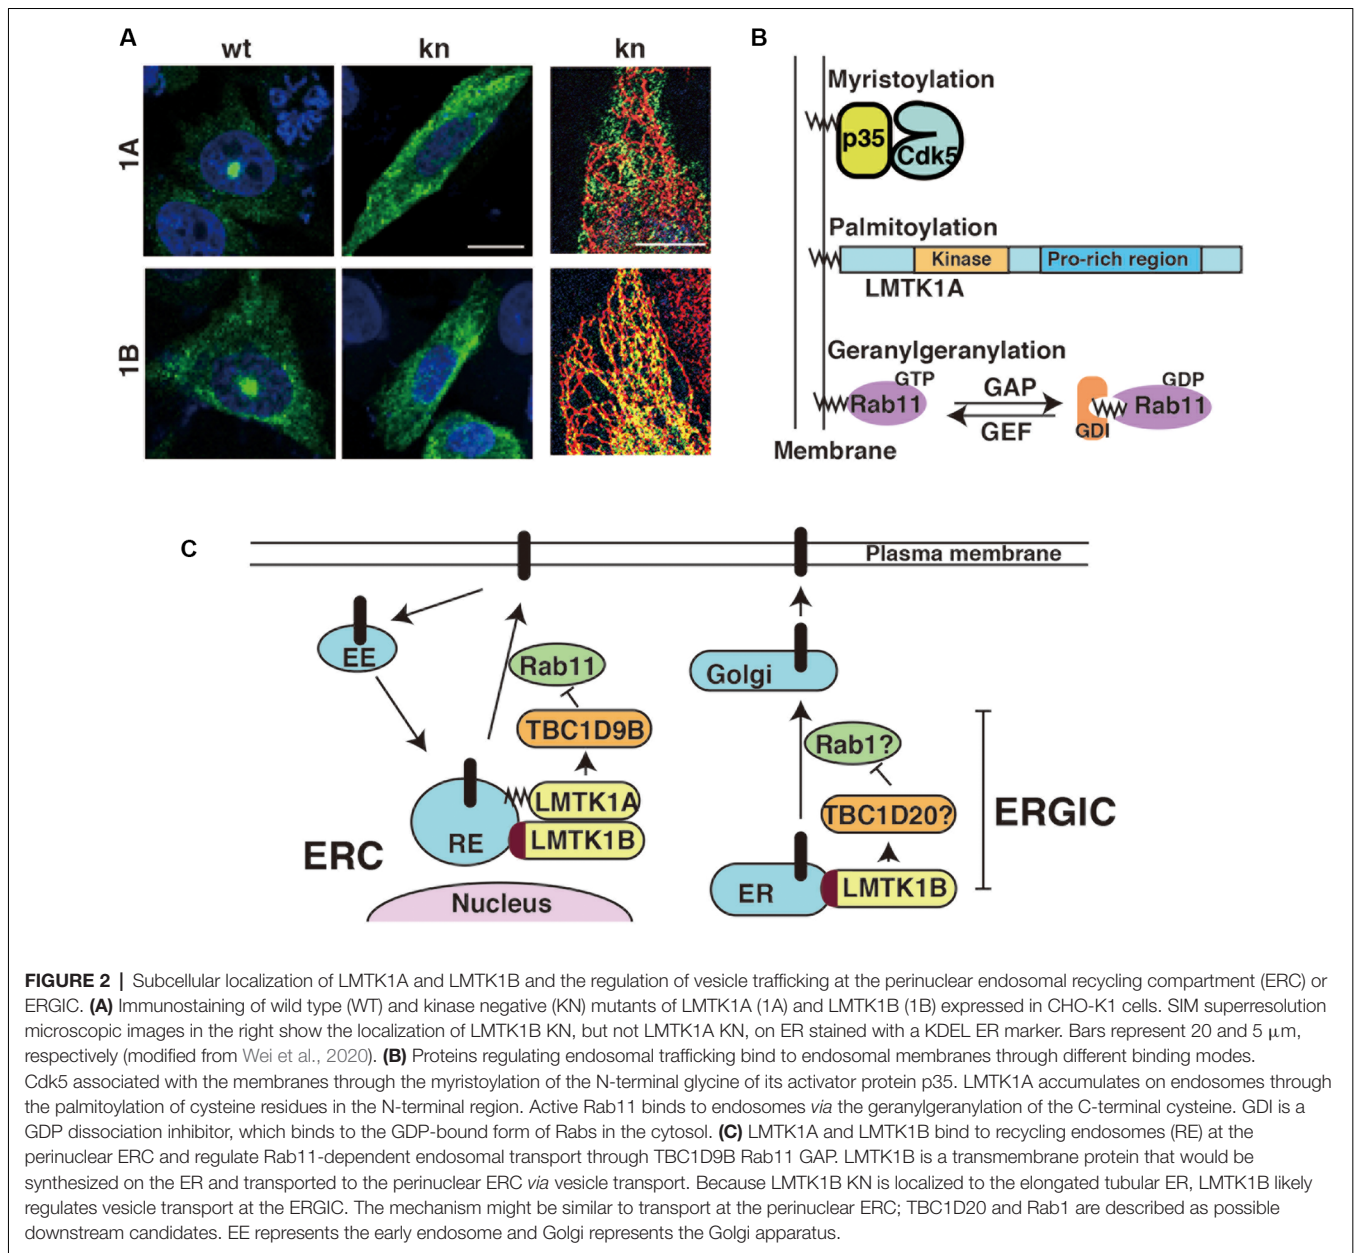 A
wt
kn
kn
1A
1B
B
Myristoylation
p35
Cdk5
Palmitoylation
Kinase
Pro-rich region
LMTK1A
Geranylgeranylation
GTP
Rab11
GAP
GEF
GDP
Rab11
GDI
Membrane
C
Plasma membrane
EE
Rab11
TBC1D9B
LMTK1A
LMTK1B
RE
ERC
Nucleus
Golgi
Rab1?
TBC1D20?
LMTK1B
ER
ERGIC
FIGURE 2 | Subcellular localization of LMTK1A and LMTK1B and the regulation of vesicle trafficking at the perinuclear endosomal recycling compartment (ERC) or
ERGIC. (A) Immunostaining of wild type (WT) and kinase negative (KN) mutants of LMTK1A (1A) and LMTK1B (1B) expressed in CHO-K1 cells. SIM superresolution
microscopic images in the right show the localization of LMTK1B KN, but not LMTK1A KN, on ER stained with a KDEL ER marker. Bars represent 20 and 5 μm,
respectively (modified from Wei et al., 2020). (B) Proteins regulating endosomal trafficking bind to endosomal membranes through different binding modes.
Cdk5 associated with the membranes through the myristoylation of the N-terminal glycine of its activator protein p35. LMTK1A accumulates on endosomes through
the palmitoylation of cysteine residues in the N-terminal region. Active Rab11 binds to endosomes via the geranylgeranylation of the C-terminal cysteine. GDI is a
GDP dissociation inhibitor, which binds to the GDP-bound form of Rabs in the cytosol. (C) LMTK1A and LMTK1B bind to recycling endosomes (RE) at the
perinuclear ERC and regulate Rab11-dependent endosomal transport through TBC1D9B Rab11 GAP. LMTK1B is a transmembrane protein that would be
synthesized on the ER and transported to the perinuclear ERC via vesicle transport. Because LMTK1B KN is localized to the elongated tubular ER, LMTK1B likely
regulates vesicle transport at the ERGIC. The mechanism might be similar to transport at the perinuclear ERC; TBC1D20 and Rab1 are described as possible
downstream candidates. EE represents the early endosome and Golgi represents the Golgi apparatus.